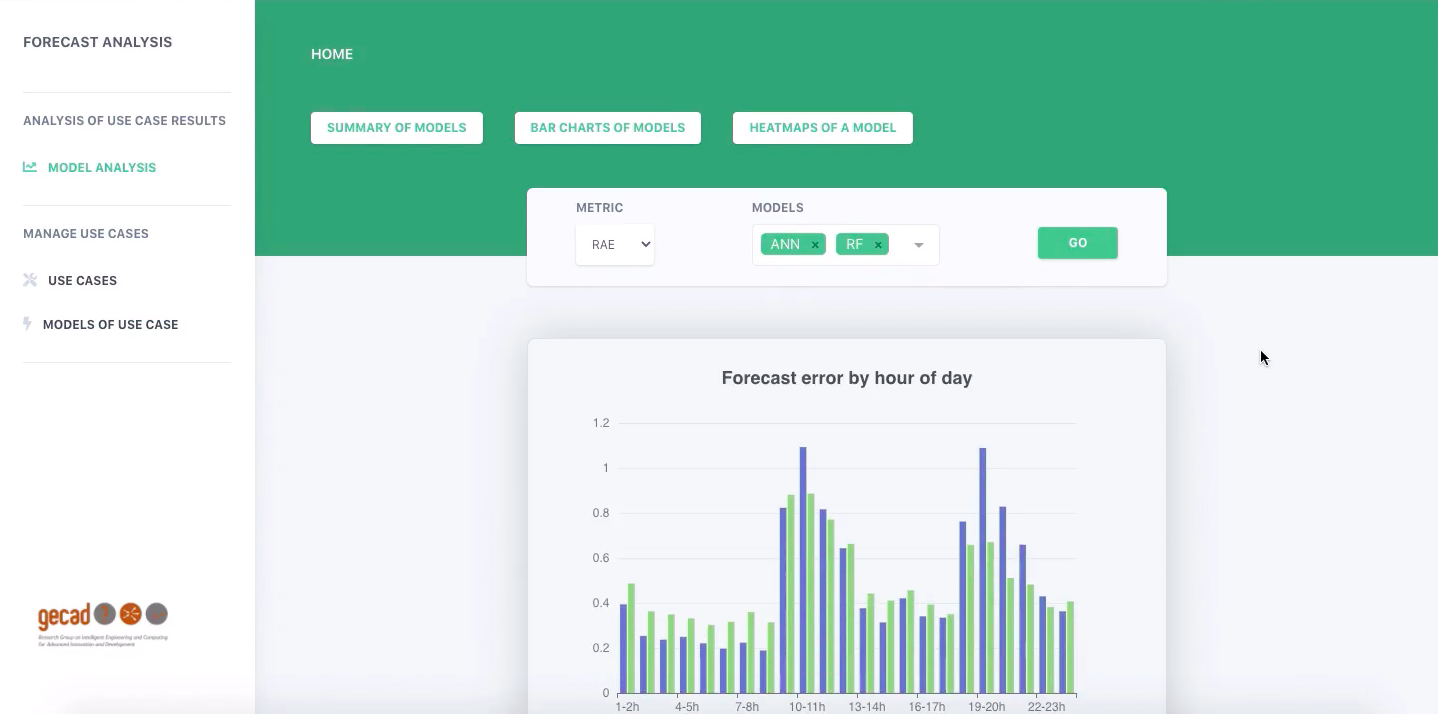 FORECAST ANALYSIS
ANALYSIS OF USE CASE RESULTS
MODEL ANALYSIS
MANAGE USE CASES
USE CASES
MODELS OF USE CASE
gecad
Research Group on Intelligent Engineering and Computing
for Advanced Innovation and Development
HOME
SUMMARY OF MODELS BAR CHARTS OF MODELS HEATMAPS OF A MODEL
METRIC MODELS
RAE ANN × RF × GO
Forecast error by hour of day
1.2
1
0.8
0.6
0.4
0.2
0
1-2h 4-5h 7-8h 10-11h 13-14h 16-17h 19-20h 22-23h